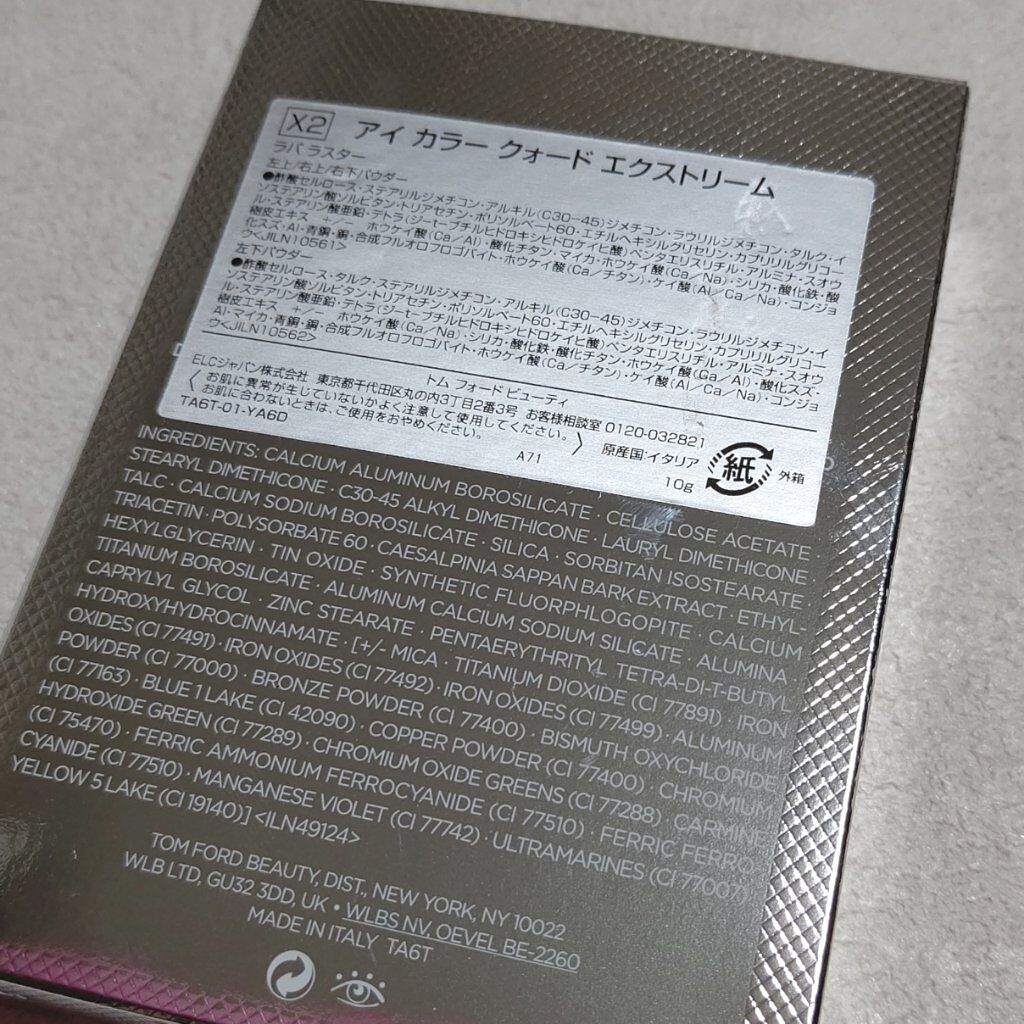 X2 アイ カラー クォード エクストリーム
ラバ ラスター
左上/右上/右下パウダー
●酢酸セルロース・ステアリルジメチコン・アルキル(C30-45)ジメチコン・ラウリルジメチコン・タルク・イ
ソステアリン酸ソルビタン・トリアセチン・ポリソルベート60・エチルヘキシルグリセリン・カプリリルグリコー
ル・ステアリン酸亜鉛・テトラ(ジ-t-ブチルヒドロキシヒドロケイヒ酸)ペンタエリスリチル・アルミナ・スオウ
樹皮エキス +/- ホウケイ酸(Ca/Al)・酸化チタン・マイカ・ホウケイ酸(Ca/Na)・シリカ・酸化鉄・酸
化スズ・Al・青銅・銅・合成フルオロフロゴパイト・ホウケイ酸(Ca/チタン)・ケイ酸(Al/Ca/Na)・コンジョ
ウ<JILN10561>
左下パウダー
●酢酸セルロース・タルク・ステアリルジメチコン・アルキル(C30-45)ジメチコン・ラウリルジメチコン・イ
ソステアリン酸ソルビタン・トリアセチン・ポリソルベート60・エチルヘキシルグリセリン・カプリリルグリコー
ル・ステアリン酸亜鉛・テトラ(ジ-t-ブチルヒドロキシヒドロケイヒ酸)ペンタエリスリチル・アルミナ・スオウ
樹皮エキス +/- ホウケイ酸(Ca/Na)・シリカ・酸化鉄・酸化チタン・ホウケイ酸(Ca/Al)・酸化スズ・
Al・マイカ・青銅・銅・合成フルオロフロゴパイト・ホウケイ酸(Ca/チタン)・ケイ酸(Al/Ca/Na)・コンジョ
ウ<JILN10562>
トム フォード ビューティ
ELCジャパン株式会社 東京都千代田区丸の内3丁目2番3号 お客様相談室 0120-032821
〈お肌に異常が生じていないかよく注意して使用してください。
お肌に合わないときは、ご使用をおやめください。〉
原産国:イタリア
TA6T-01-YA6D
A71
10g
紙 外箱
INGREDIENTS: CALCIUM ALUMINUM BOROSILICATE · CELLULOSE ACETATE
STEARYL DIMETHICONE · C30-45 ALKYL DIMETHICONE · LAURYL DIMETHICONE
TALC · CALCIUM SODIUM BOROSILICATE · SILICA · SORBITAN ISOSTEARATE ·
TRIACETIN · POLYSORBATE 60 · CAESALPINIA SAPPAN BARK EXTRACT · ETHYL
HEXYLGLYCERIN · TIN OXIDE · SYNTHETIC FLUORPHLOGOPITE · CALCIUM
TITANIUM BOROSILICATE · ALUMINUM CALCIUM SODIUM SILICATE · ALUMINA
CAPRYLYL GLYCOL · ZINC STEARATE · PENTAERYTHRITYL TETRA-DI-T-BUTYL
HYDROXYHYDROCINNAMATE · [+/- MICA · TITANIUM DIOXIDE (CI 77891) · IRON
OXIDES (CI 77491) · IRON OXIDES (CI 77492) · IRON OXIDES (CI 77499) · ALUMINUM
POWDER (CI 77000) · BRONZE POWDER (CI 77400) · BISMUTH OXYCHLORIDE
(CI 77163) · BLUE 1 LAKE (CI 42090) · COPPER POWDER (CI 77400) · CHROMIUM
HYDROXIDE GREEN (CI 77289) · CHROMIUM OXIDE GREENS (CI 77288) · CARMINE
(CI 75470) · FERRIC AMMONIUM FERROCYANIDE (CI 77510) · FERRIC FERRO
CYANIDE (CI 77510) · MANGANESE VIOLET (CI 77742) · ULTRAMARINES (CI 77007)
YELLOW 5 LAKE (CI 19140)] <ILN49124>
TOM FORD BEAUTY, DIST, NEW YORK, NY 10022
WLB LTD, GU32 3DD, UK • WLBS NV. OEVEL BE-2260
MADE IN ITALY TA6T